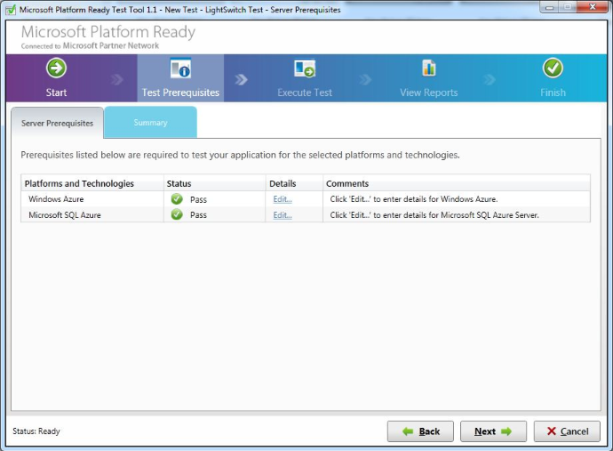 Microsoft Platform Ready Test Tool 1.1 - New Test - LightSwitch Test - Server Prerequisites
Microsoft Platform Ready
Connected to Microsoft Partner Network
Start
Test Prerequisites
Execute Test
View Reports
Finish
Server Prerequisites
Summary
Prerequisites listed below are required to test your application for the selected platforms and technologies.
Platforms and Technologies Status Details Comments
Windows Azure Pass Edit... Click 'Edit...' to enter details for Windows Azure.
Microsoft SQL Azure Pass Edit... Click 'Edit...' to enter details for Microsoft SQL Azure Server.
Status: Ready
Back
Next
Cancel